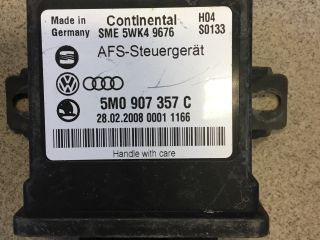 Made in Germany
Continental
SME 5WK4 9676
H04
S0133
AFS-Steuergerät
5M0 907 357 C
28.02.2008 0001 1166
Handle with care